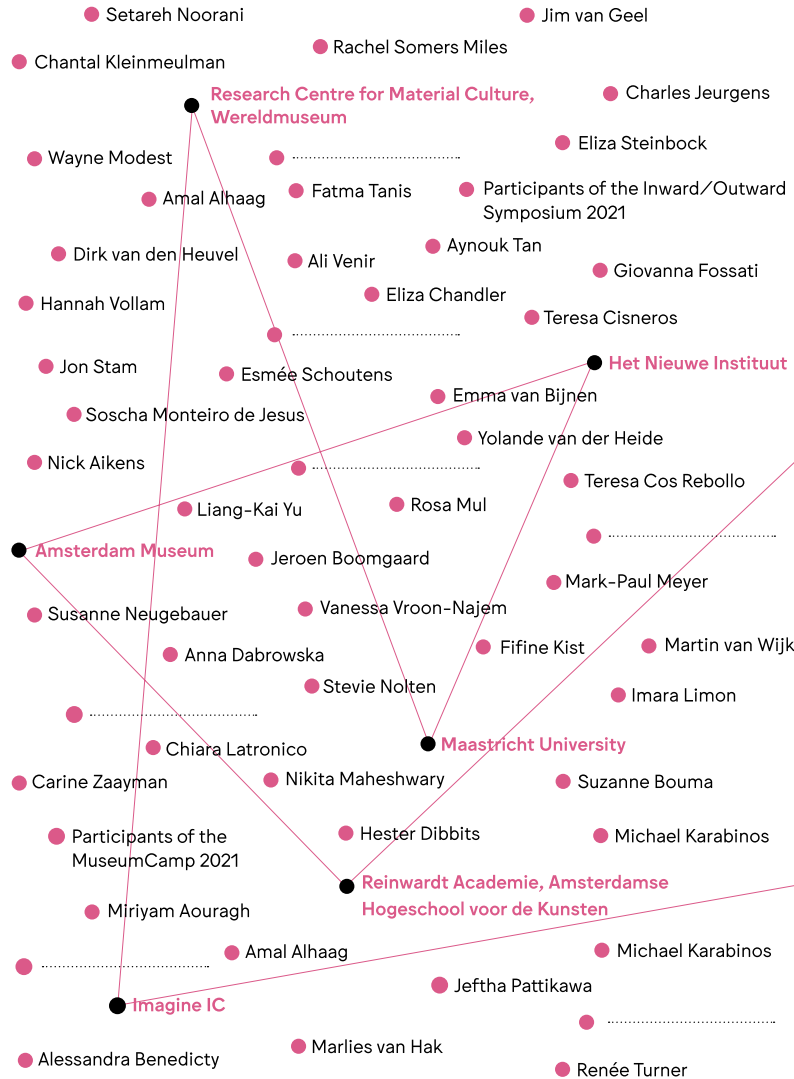 Setareh Noorani
Jim van Geel
Rachel Somers Miles
Chantal Kleinmeulman
Research Centre for Material Culture,
Wereldmuseum
Charles Jeurgens
Eliza Steinbock
Wayne Modest
Amal Alhaag
Fatma Tanis
Participants of the Inward/Outward
Symposium 2021
Aynouk Tan
Dirk van den Heuvel
Ali Venir
Giovanna Fossati
Eliza Chandler
Hannah Vollam
Teresa Cisneros
Jon Stam
Esmée Schoutens
Het Nieuwe Instituut
Emma van Bijnen
Soscha Monteiro de Jesus
Yolande van der Heide
Nick Aikens
Teresa Cos Rebollo
Liang-Kai Yu
Rosa Mul
Amsterdam Museum
Jeroen Boomgaard
Mark-Paul Meyer
Susanne Neugebauer
Vanessa Vroon-Najem
Fifine Kist
Martin van Wijk
Anna Dabrowska
Stevie Nolten
Imara Limon
Chiara Latronico
Maastricht University
Carine Zaayman
Nikita Maheshwary
Suzanne Bouma
Participants of the
MuseumCamp 2021
Hester Dibbits
Michael Karabinos
Reinwardt Academie, Amsterdamse
Hogeschool voor de Kunsten
Miriyam Aouragh
Amal Alhaag
Michael Karabinos
Jeftha Pattikawa
Imagine IC
Marlies van Hak
Alessandra Benedicty
Renée Turner